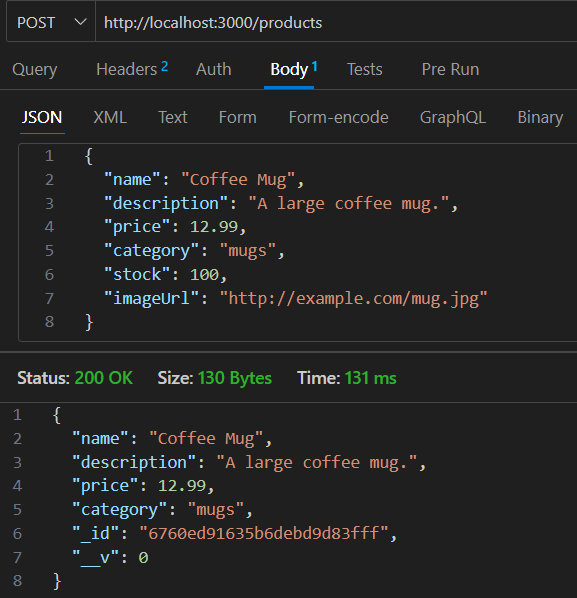 POST http://localhost:3000/products
Query Headers 2 Auth Body 1 Tests Pre Run
JSON XML Text Form Form-encode GraphQL Binary
1 {
2 "name": "Coffee Mug",
3 "description": "A large coffee mug.",
4 "price": 12.99,
5 "category": "mugs",
6 "stock": 100,
7 "imageUrl": "http://example.com/mug.jpg"
8 }
Status: 200 OK Size: 130 Bytes Time: 131 ms
1 {
2 "name": "Coffee Mug",
3 "description": "A large coffee mug.",
4 "price": 12.99,
5 "category": "mugs",
6 "_id": "6760ed91635b6debd9d83fff",
7 "__v": 0
8 }